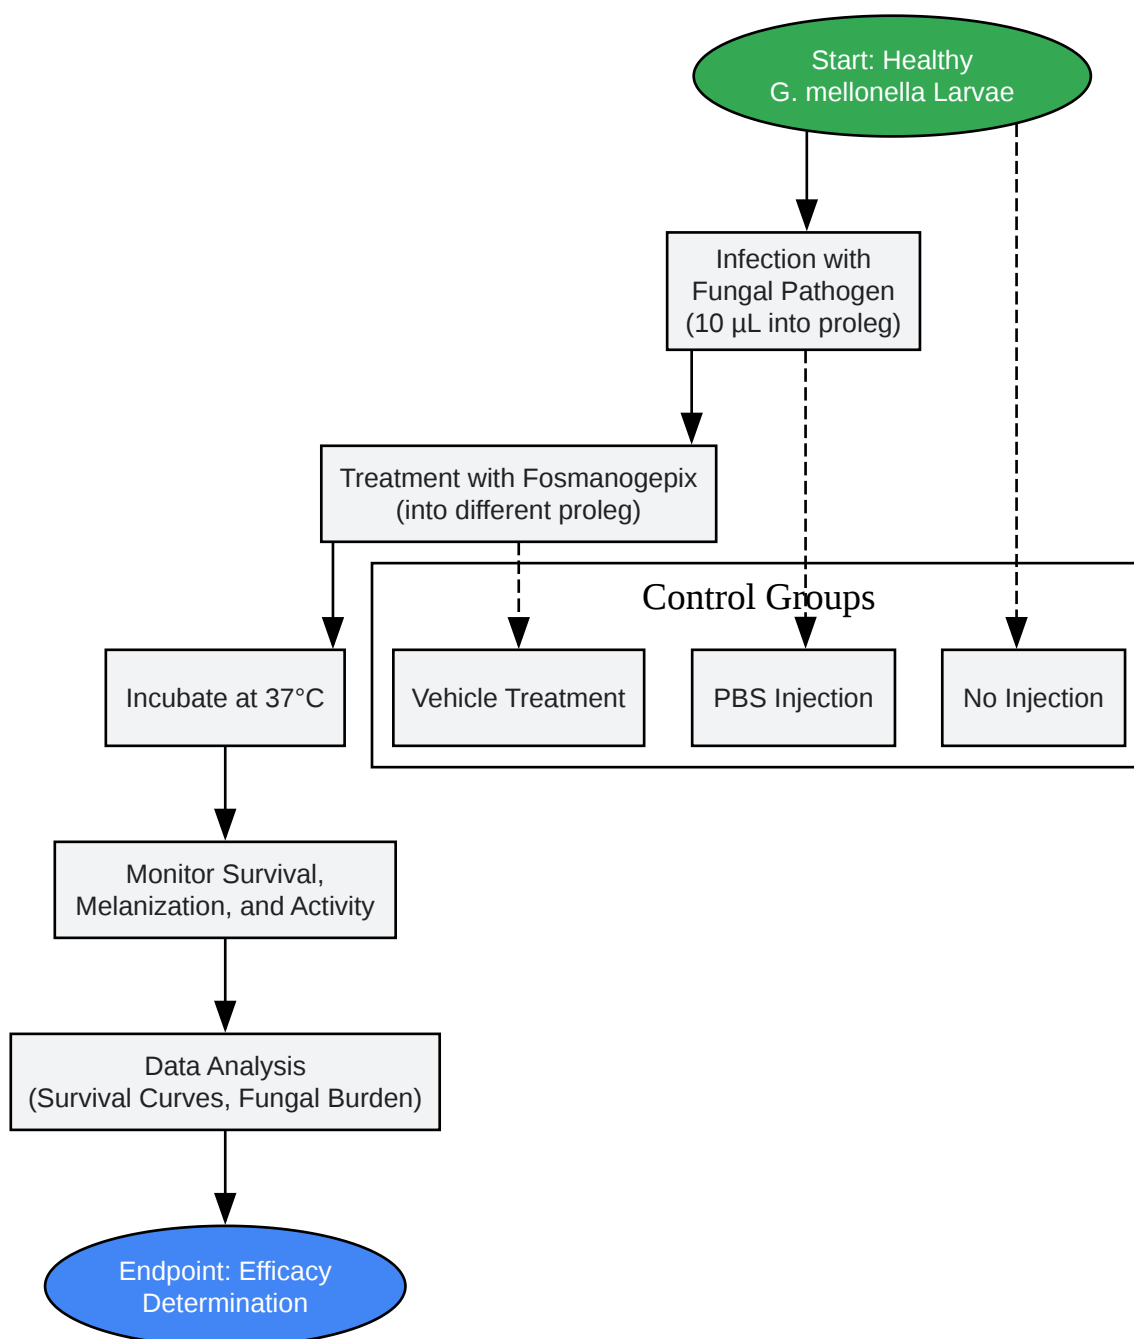 Start: Healthy
G. mellonella Larvae
Infection with
Fungal Pathogen
(10 µL into proleg)
Treatment with Fosmanogepix
(into different proleg)
Control Groups
Incubate at 37°C
Vehicle Treatment
PBS Injection
No Injection
Monitor Survival,
Melanization, and Activity
Data Analysis
(Survival Curves, Fungal Burden)
Endpoint: Efficacy
Determination